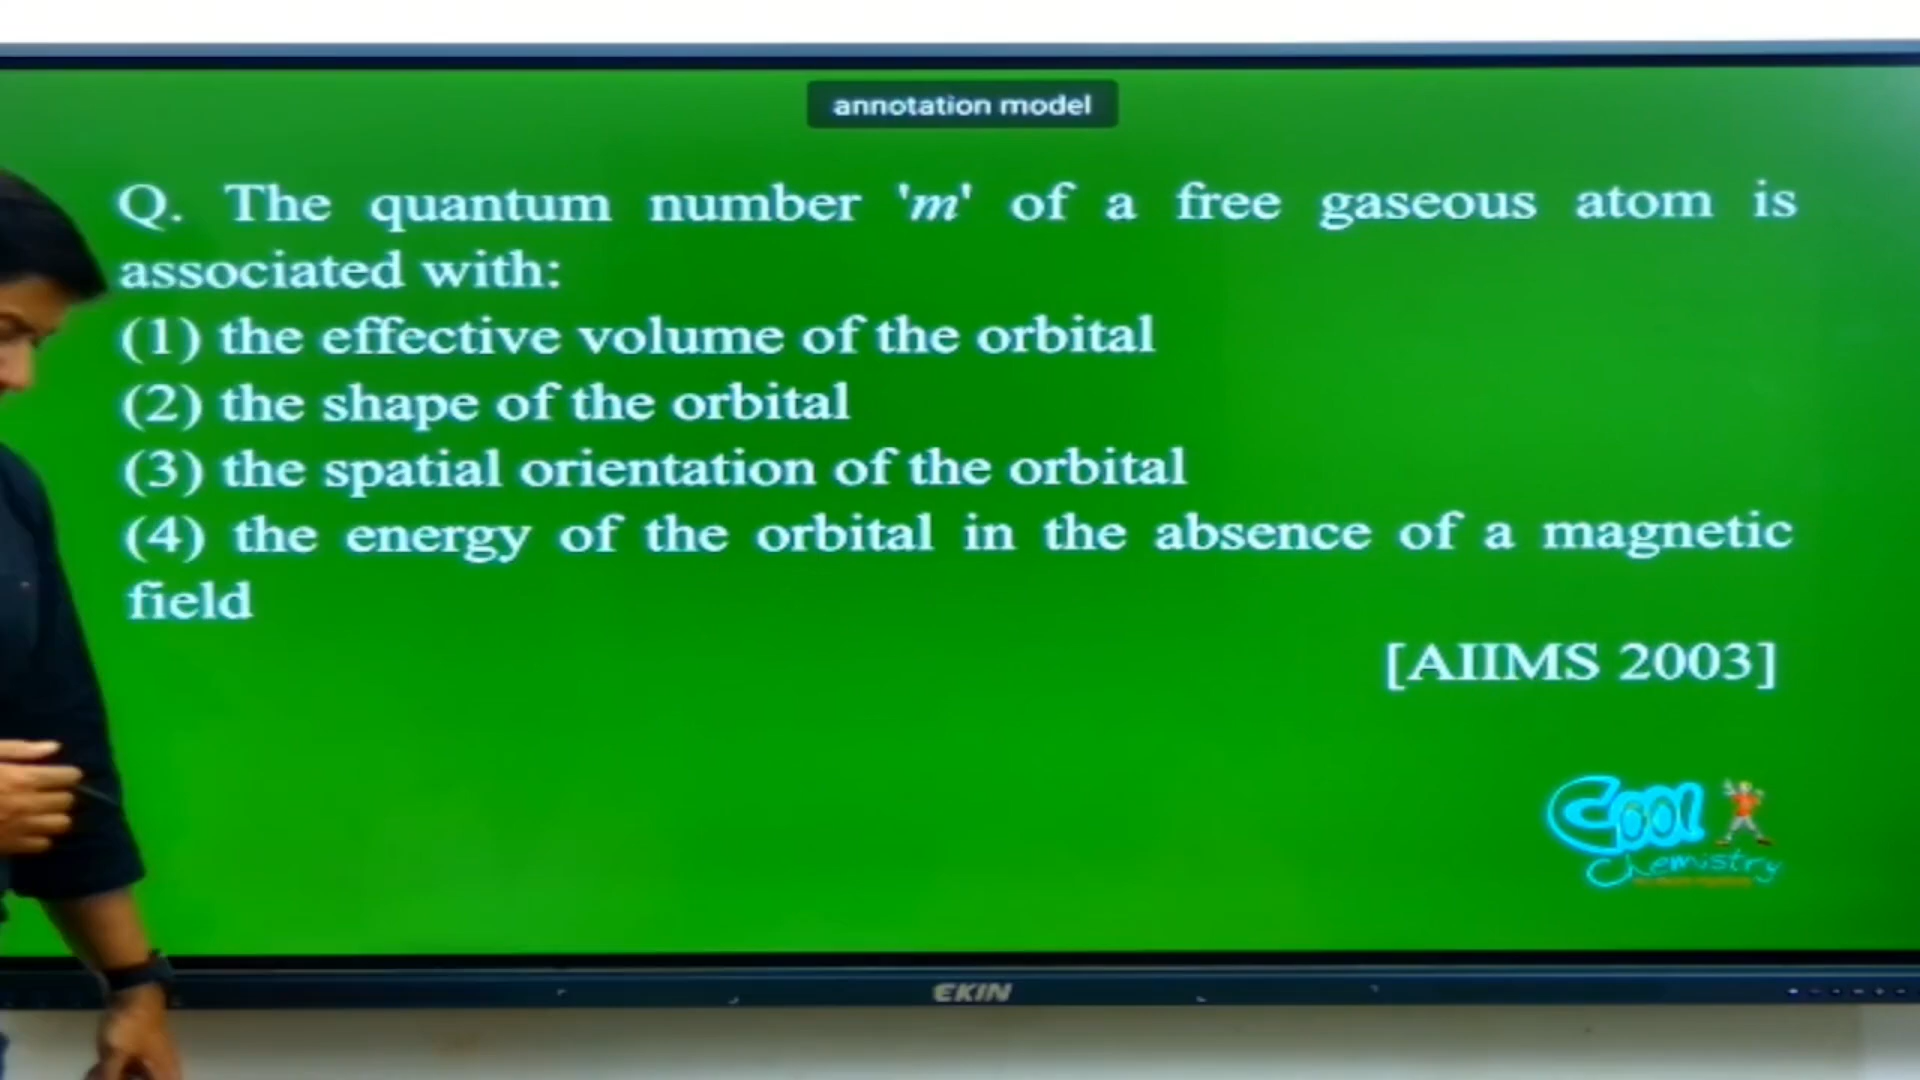 annotation model
Q. The quantum number 'm' of a free gaseous atom is
associated with:
(1) the effective volume of the orbital
(2) the shape of the orbital
(3) the spatial orientation of the orbital
(4) the energy of the orbital in the absence of a magnetic
field
[AIIMS 2003]
Cool
Chemistry
EKIN